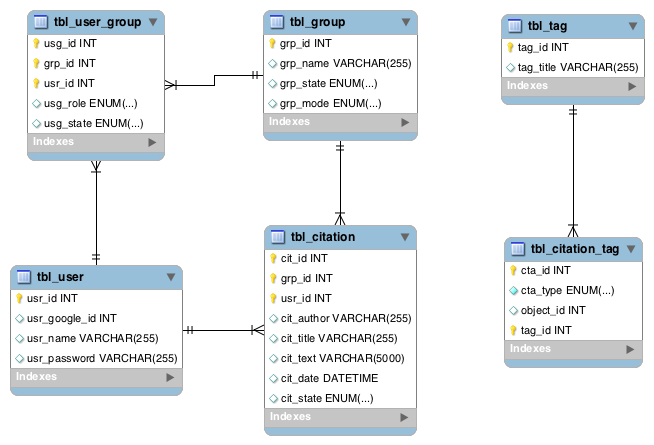 tbl_user_group
usg_id INT
grp_id INT
usr_id INT
usg_role ENUM(...)
usg_state ENUM(...)
Indexes
tbl_group
grp_id INT
grp_name VARCHAR(255)
grp_state ENUM(...)
grp_mode ENUM(...)
Indexes
tbl_tag
tag_id INT
tag_title VARCHAR(255)
Indexes
tbl_user
usr_id INT
usr_google_id INT
usr_name VARCHAR(255)
usr_password VARCHAR(255)
Indexes
tbl_citation
cit_id INT
grp_id INT
usr_id INT
cit_author VARCHAR(255)
cit_title VARCHAR(255)
cit_text VARCHAR(5000)
cit_date DATETIME
cit_state ENUM(...)
Indexes
tbl_citation_tag
cta_id INT
cta_type ENUM(...)
object_id INT
tag_id INT
Indexes